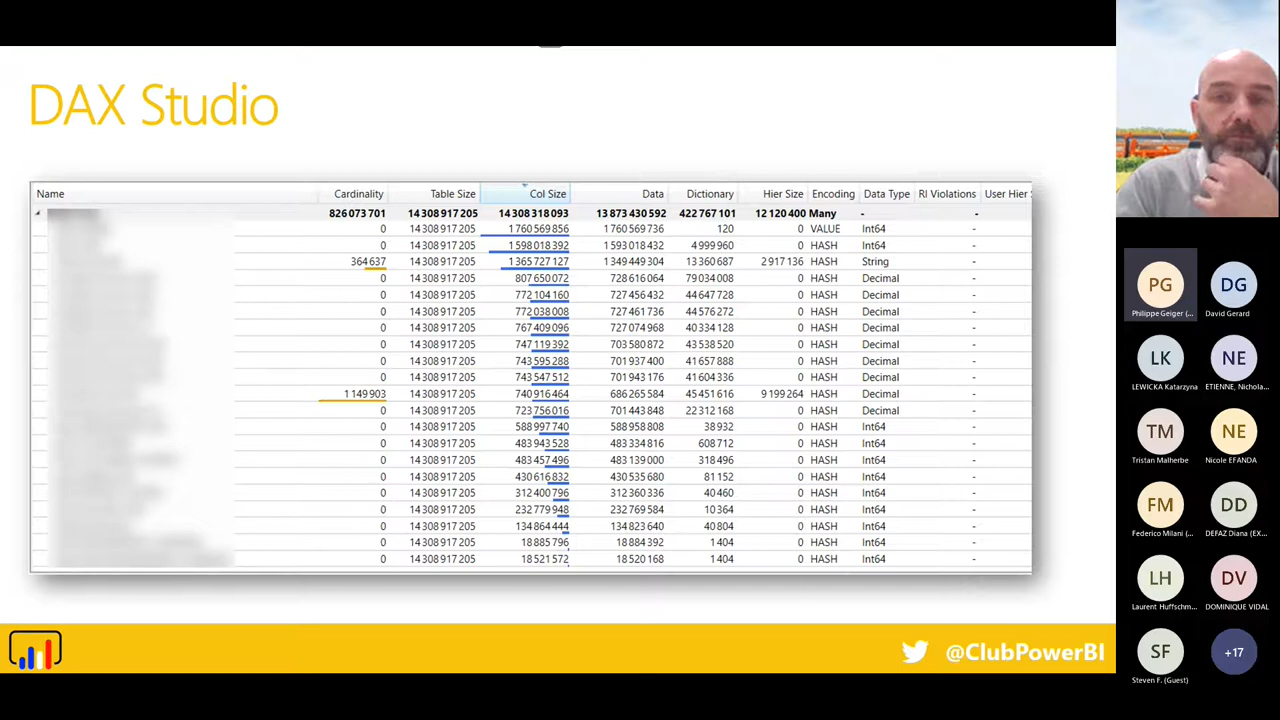 DAX Studio
Name Cardinality Table Size Col Size Data Dictionary Hier Size Encoding Data Type RI Violations User Hier
826 073 701 14 308 917 205 14 308 318 093 13 873 430 592 422 767 101 12 120 400 Many - -
0 14 308 917 205 1 760 569 856 1 760 569 736 120 0 VALUE Int64 -
0 14 308 917 205 1 598 018 392 1 593 018 432 4 999 960 0 HASH Int64 -
364 637 14 308 917 205 1 365 727 127 1 349 449 304 13 360 687 2 917 136 HASH String -
0 14 308 917 205 807 650 072 728 616 064 79 034 008 0 HASH Decimal -
0 14 308 917 205 772 104 160 727 456 432 44 647 728 0 HASH Decimal -
0 14 308 917 205 772 038 008 727 461 736 44 576 272 0 HASH Decimal -
0 14 308 917 205 767 409 096 727 074 968 40 334 128 0 HASH Decimal -
0 14 308 917 205 747 119 392 703 580 872 43 538 520 0 HASH Decimal -
0 14 308 917 205 743 595 288 701 937 400 41 657 888 0 HASH Decimal -
0 14 308 917 205 743 547 512 701 943 176 41 604 336 0 HASH Decimal -
1 149 903 14 308 917 205 740 916 464 686 265 584 45 451 616 9 199 264 HASH Decimal -
0 14 308 917 205 723 756 016 701 443 848 22 312 168 0 HASH Decimal -
0 14 308 917 205 588 997 740 588 958 808 38 932 0 HASH Int64 -
0 14 308 917 205 483 943 528 483 334 816 608 712 0 HASH Int64 -
0 14 308 917 205 483 457 496 483 139 000 318 496 0 HASH Int64 -
0 14 308 917 205 430 616 832 430 535 680 81 152 0 HASH Int64 -
0 14 308 917 205 312 400 796 312 360 336 40 460 0 HASH Int64 -
0 14 308 917 205 232 779 948 232 769 584 10 364 0 HASH Int64 -
0 14 308 917 205 134 864 444 134 823 640 40 804 0 HASH Int64 -
0 14 308 917 205 18 885 796 18 884 392 1404 0 HASH Int64 -
0 14 308 917 205 18 521 572 18 520 168 1404 0 HASH Int64 -
@ClubPowerBI
PG DG
Philippe Geiger (... David Gerard
LK NE
LEWICKA Katarzyna ETIENNE, Nichola...
TM NE
Tristan Malherbe Nicole EFANDA
FM DD
Federico Milani (... DEFAZ Diana (EX...
LH DV
Laurent Huffschm... DOMINIQUE VIDAL
SF +17
Steven F. (Guest)